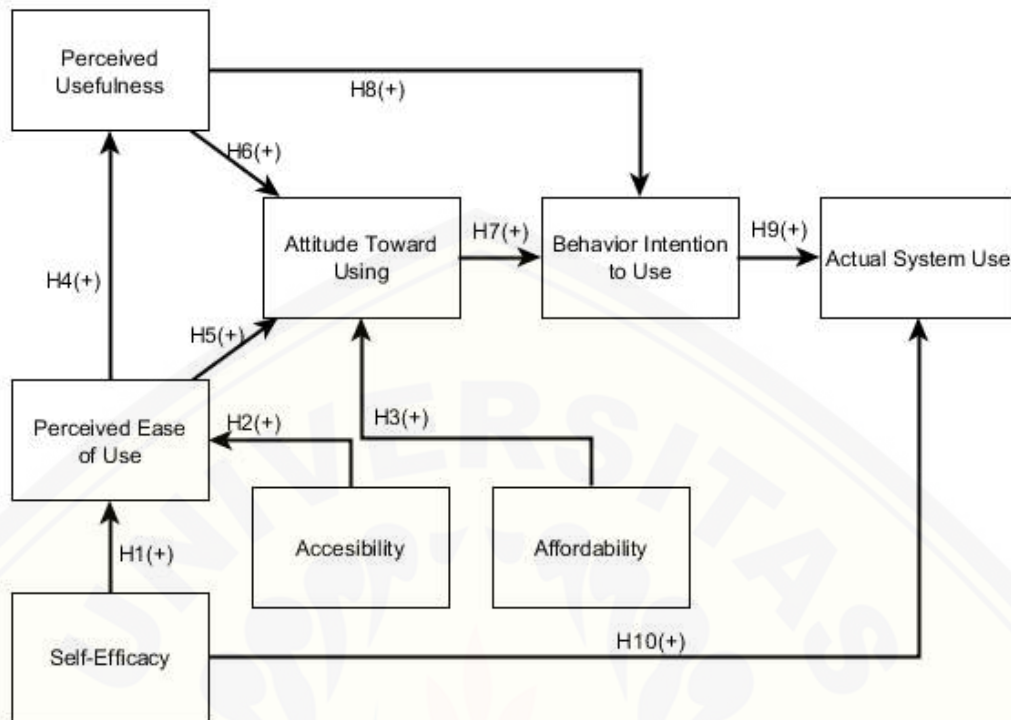 Perceived
Usefulness
H8(+)
H6(+)
Attitude Toward
Using
H7(+)
Behavior Intention
to Use
H9(+)
Actual System Use
H4(+)
H5(+)
Perceived Ease
of Use
H2(+)
H3(+)
Accesibility
Affordability
H1(+)
Self-Efficacy
H10(+)
UNIVERSITAS